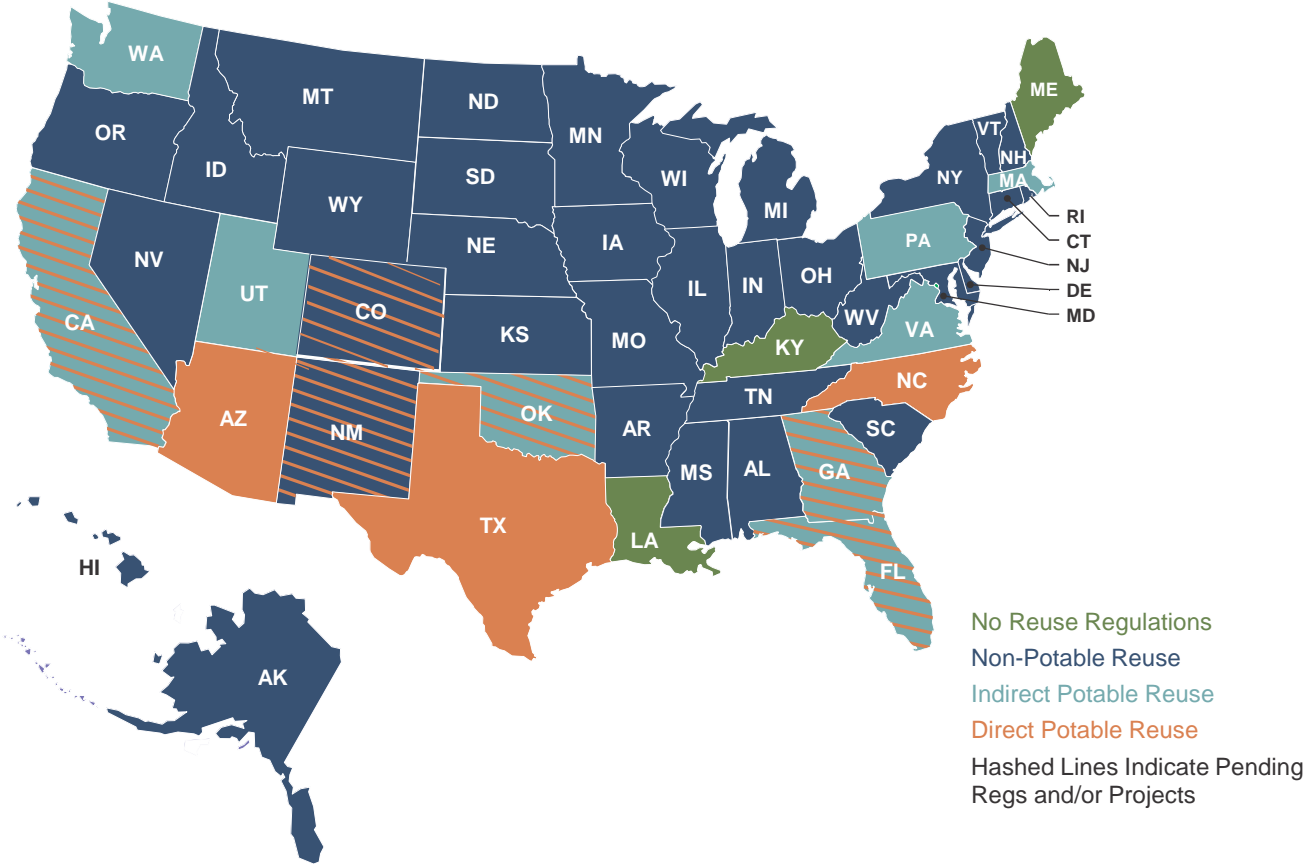 WA
ME
MT
ND
MN
VT
OR
NH
ID
SD
WI
NY
MA
WY
MI
RI
PA
CT
NV
NE
IA
OH
NJ
UT
IL
IN
DE
CO
WV
MD
CA
KS
MO
KY
VA
AZ
NM
OK
TN
NC
AR
SC
MS
AL
GA
TX
LA
HI
FL
AK
No Reuse Regulations
Non-Potable Reuse
Indirect Potable Reuse
Direct Potable Reuse
Hashed Lines Indicate Pending
Regs and/or Projects